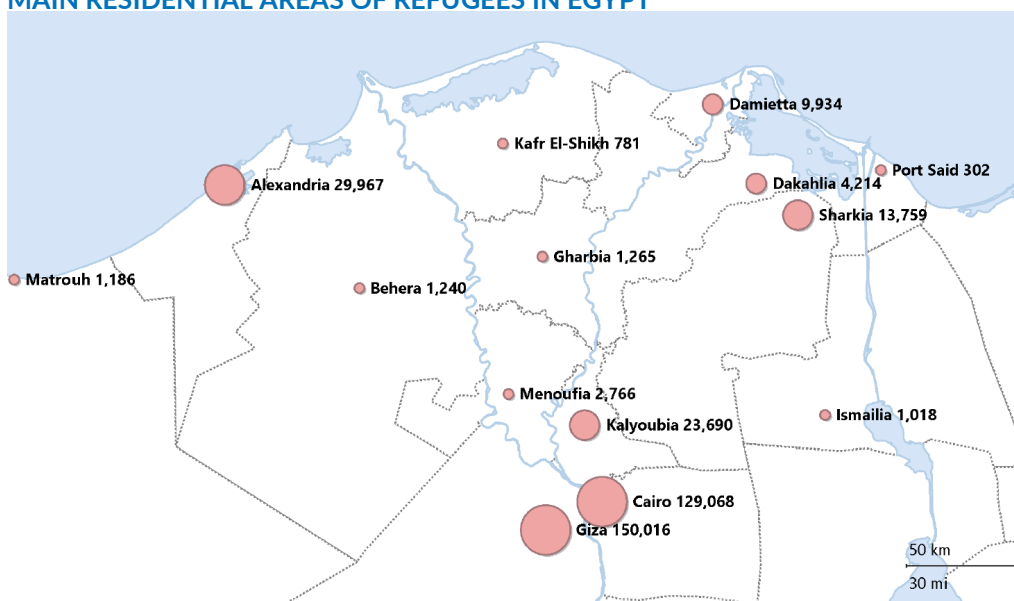 MAIN RESIDENTIAL AREAS OF REFUGEES IN EGYPT
Damietta 9,934
Kafr El-Shikh 781
Port Said 302
Alexandria 29,967
Dakahlia 4,214
Sharkia 13,759
Gharbia 1,265
Matrouh 1,186
Behera 1,240
Menoufia 2,766
Ismailia 1,018
Kalyoubia 23,690
Cairo 129,068
Giza 150,016
50 km
30 mi